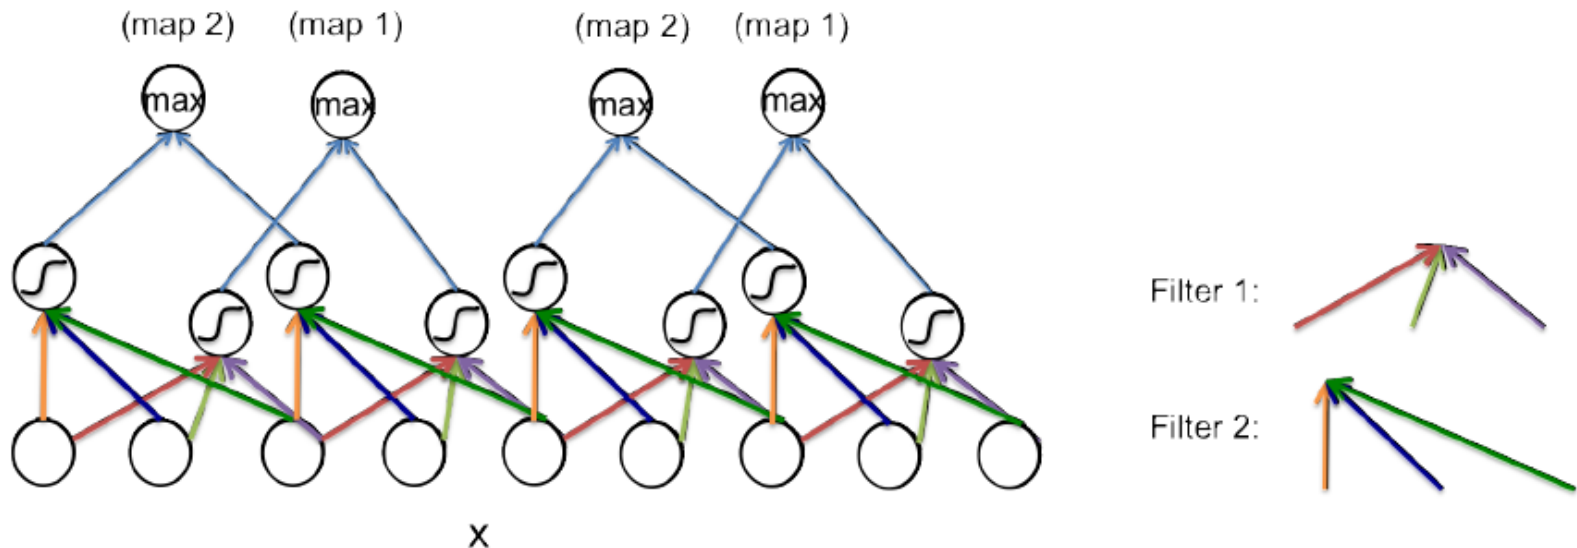 (map 2) (map 1) (map 2) (map 1)
max max max max
Filter 1:
Filter 2:
x